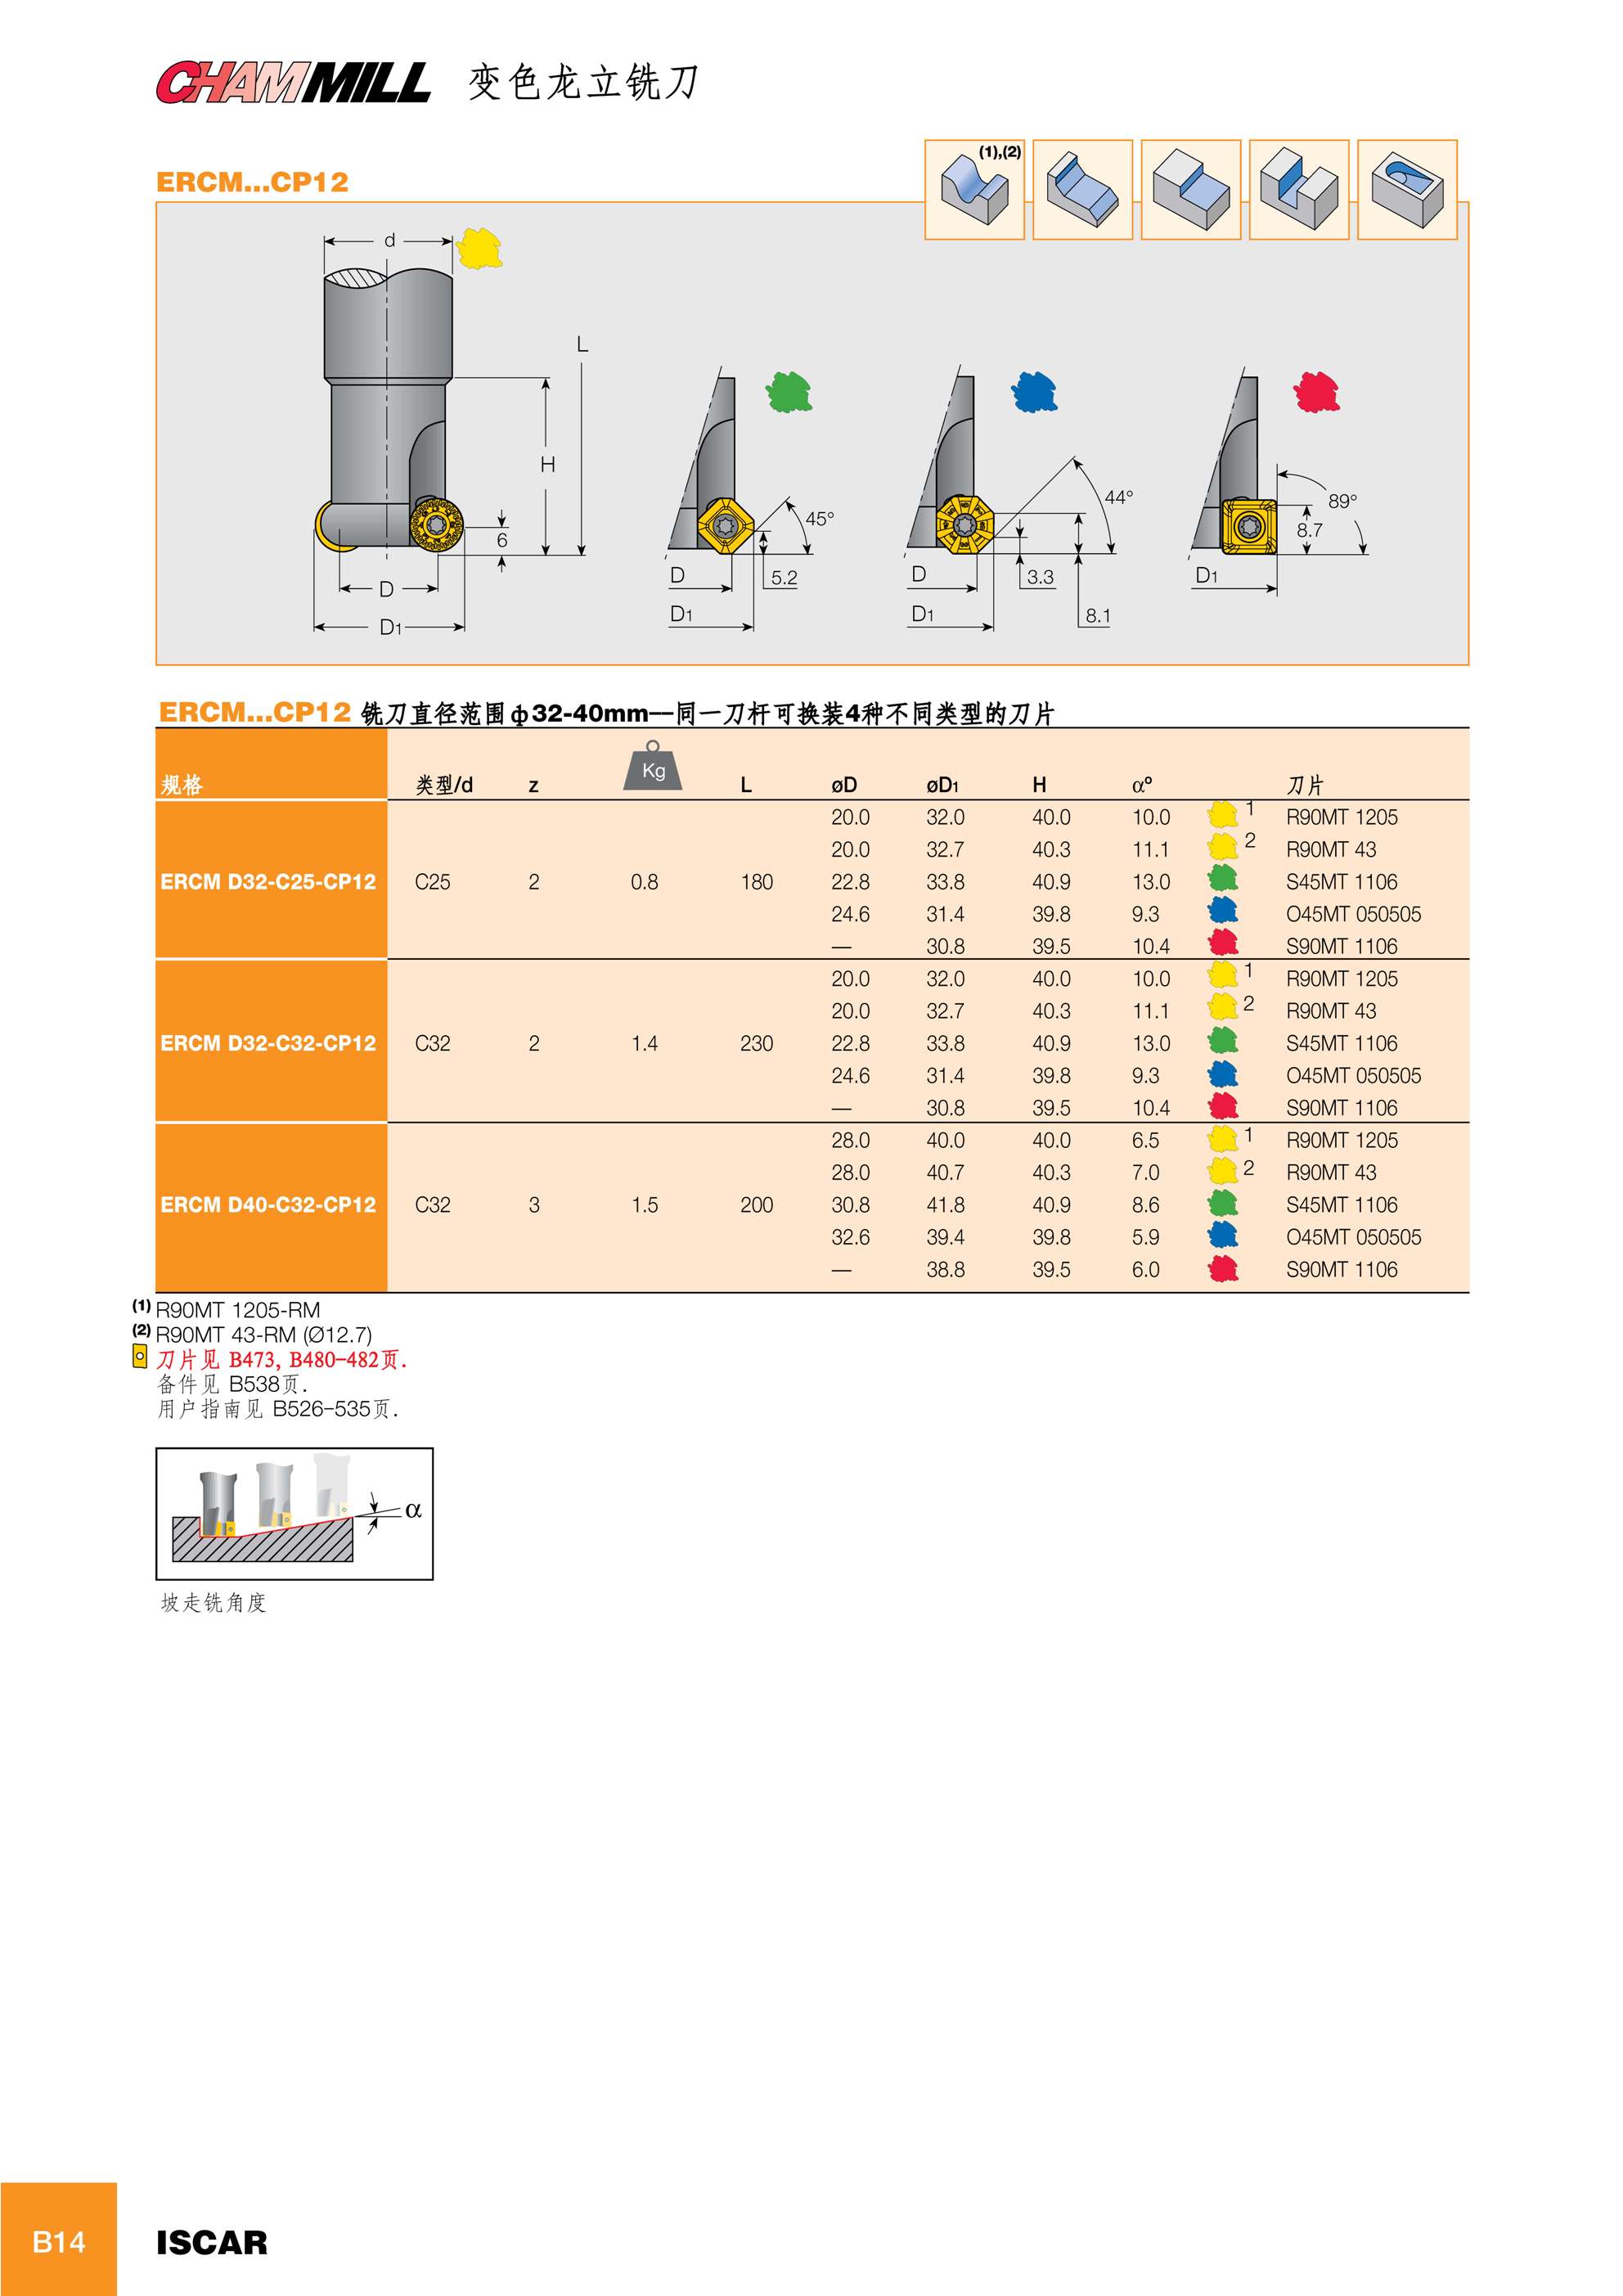 CHAMMILL 变色龙立铣刀
(1),(2)
ERCM...CP12
d
L
H
6
D
D1
45°
D
5.2
D1
44°
D
3.3
D1
8.1
89°
8.7
D1
ERCM...CP12 铣刀直径范围ф32-40mm—同一刀杆可换装4种不同类型的刀片
规格 类型/d z Kg L øD øD1 H α° 刀片
20.0 32.0 40.0 10.0 1 R90MT 1205
20.0 32.7 40.3 11.1 2 R90MT 43
ERCM D32-C25-CP12 C25 2 0.8 180 22.8 33.8 40.9 13.0 S45MT 1106
24.6 31.4 39.8 9.3 O45MT 050505
— 30.8 39.5 10.4 S90MT 1106
20.0 32.0 40.0 10.0 1 R90MT 1205
20.0 32.7 40.3 11.1 2 R90MT 43
ERCM D32-C32-CP12 C32 2 1.4 230 22.8 33.8 40.9 13.0 S45MT 1106
24.6 31.4 39.8 9.3 O45MT 050505
— 30.8 39.5 10.4 S90MT 1106
28.0 40.0 40.0 6.5 1 R90MT 1205
28.0 40.7 40.3 7.0 2 R90MT 43
ERCM D40-C32-CP12 C32 3 1.5 200 30.8 41.8 40.9 8.6 S45MT 1106
32.6 39.4 39.8 5.9 O45MT 050505
— 38.8 39.5 6.0 S90MT 1106
(1) R90MT 1205-RM
(2) R90MT 43-RM (Ø12.7)
刀片见 B473, B480-482页.
备件见 B538页.
用户指南见 B526-535页.
α
坡走铣角度
B14 ISCAR